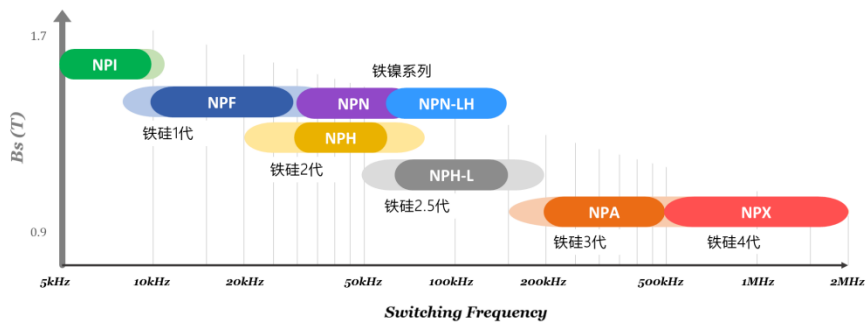 1.7
NPI
铁镍系列
NPF
NPN
NPN-LH
铁硅1代
NPH
Bs (T)
铁硅2代
NPH-L
铁硅2.5代
NPA
NPX
0.9
铁硅3代
铁硅4代
5kHz
10kHz
20kHz
50kHz
100kHz
200kHz
500kHz
1MHz
2MHz
Switching Frequency